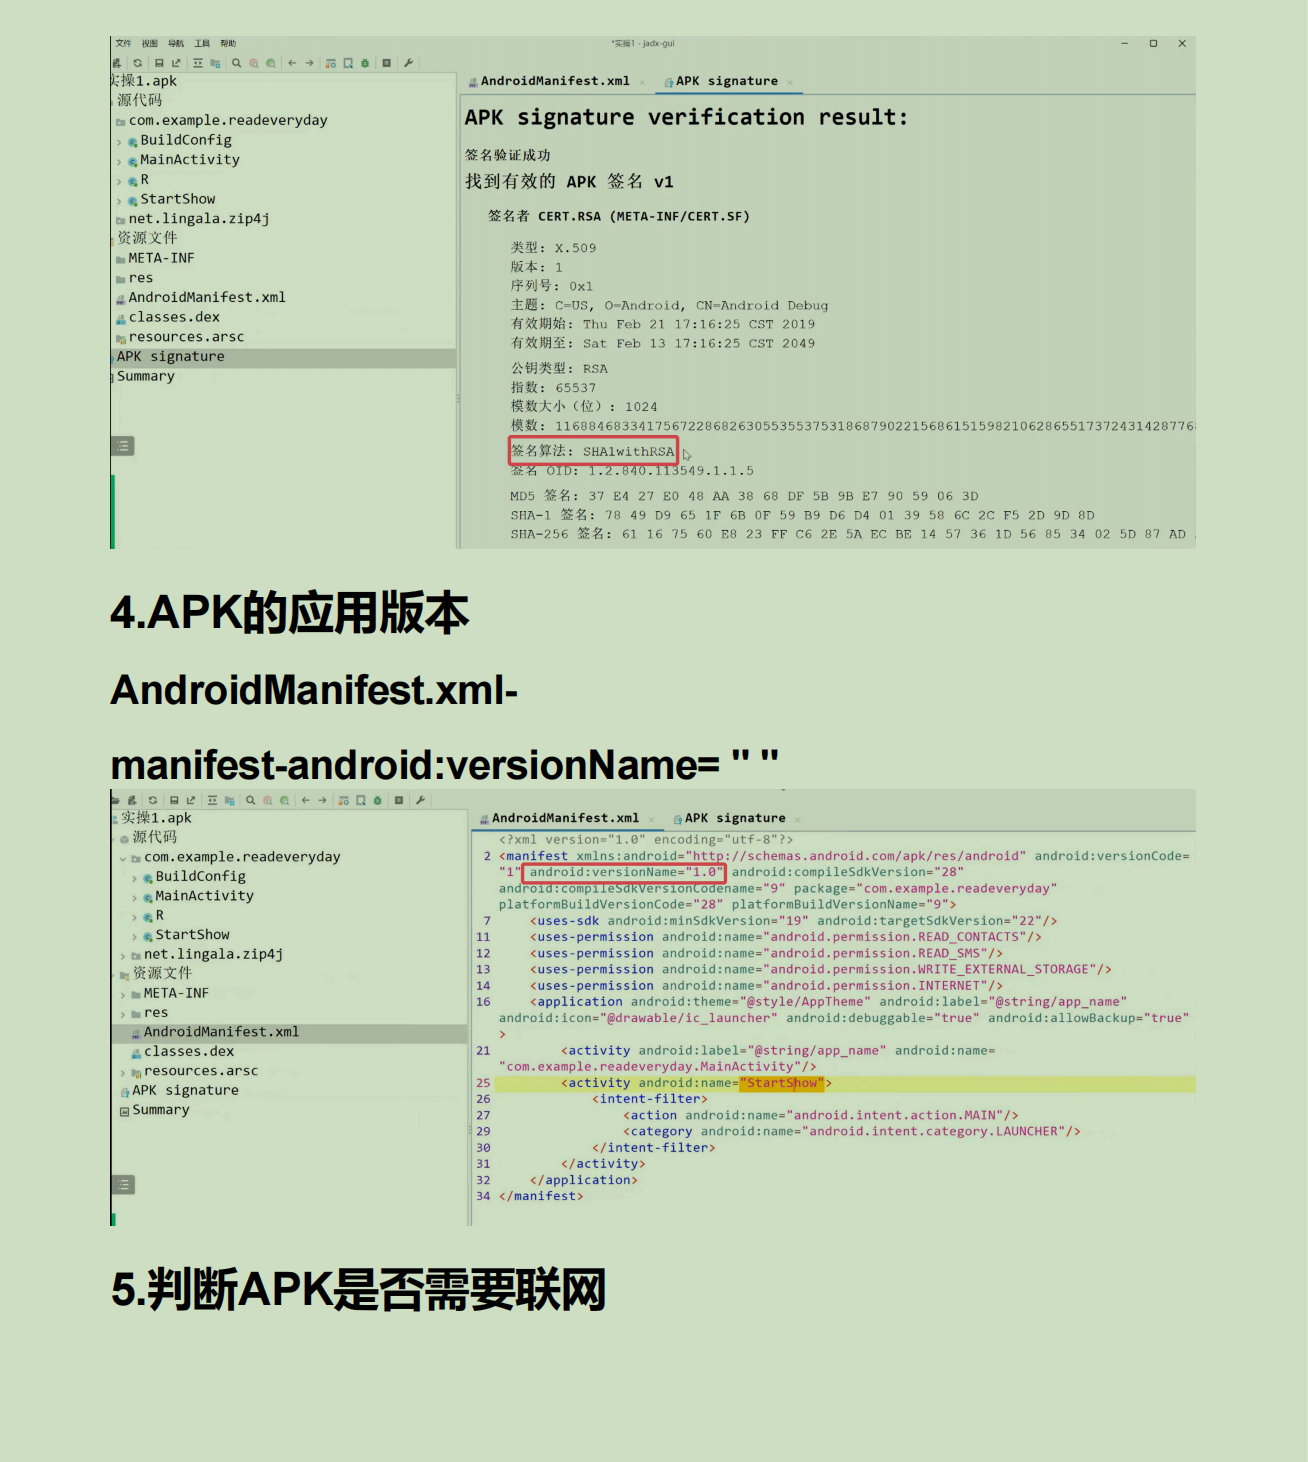 文件 视图 导航 工具 帮助
*实操1 - jadx-gui
实操1.apk
源代码
com.example.readeveryday
BuildConfig
MainActivity
R
StartShow
net.lingala.zip4j
资源文件
META-INF
res
AndroidManifest.xml
classes.dex
resources.arsc
APK signature
Summary
AndroidManifest.xml × APK signature ×
APK signature verification result:
签名验证成功
找到有效的 APK 签名 v1
签名者 CERT.RSA (META-INF/CERT.SF)
类型: X.509
版本: 1
序列号: 0x1
主题: C=US, O=Android, CN=Android Debug
有效期始: Thu Feb 21 17:16:25 CST 2019
有效期至: Sat Feb 13 17:16:25 CST 2049
公钥类型: RSA
指数: 65537
模数大小（位）: 1024
模数: 11688468334175672286826305535537531868790221568615159821062865517372431428776
签名算法: SHA1withRSA
签名 OID: 1.2.840.113549.1.1.5
MD5 签名: 37 E4 27 E0 48 AA 38 68 DF 5B 9B E7 90 59 06 3D
SHA-1 签名: 78 49 D9 65 1F 6B 0F 59 B9 D6 D4 01 39 58 6C 2C F5 2D 9D 8D
SHA-256 签名: 61 16 75 60 E8 23 FF C6 2E 5A EC BE 14 57 36 1D 56 85 34 02 5D 87 AD
4.APK的应用版本
AndroidManifest.xml-
manifest-android:versionName= " "
实操1.apk
源代码
com.example.readeveryday
BuildConfig
MainActivity
R
StartShow
net.lingala.zip4j
资源文件
META-INF
res
AndroidManifest.xml
classes.dex
resources.arsc
APK signature
Summary
AndroidManifest.xml × APK signature ×
<?xml version="1.0" encoding="utf-8"?>
2 <manifest xmlns:android="http://schemas.android.com/apk/res/android" android:versionCode=
"1" android:versionName="1.0" android:compileSdkVersion="28"
android:compileSdkVersionCodename="9" package="com.example.readeveryday"
platformBuildVersionCode="28" platformBuildVersionName="9">
7 <uses-sdk android:minSdkVersion="19" android:targetSdkVersion="22"/>
11 <uses-permission android:name="android.permission.READ_CONTACTS"/>
12 <uses-permission android:name="android.permission.READ_SMS"/>
13 <uses-permission android:name="android.permission.WRITE_EXTERNAL_STORAGE"/>
14 <uses-permission android:name="android.permission.INTERNET"/>
16 <application android:theme="@style/AppTheme" android:label="@string/app_name"
android:icon="@drawable/ic_launcher" android:debuggable="true" android:allowBackup="true"
>
21 <activity android:label="@string/app_name" android:name=
"com.example.readeveryday.MainActivity"/>
25 <activity android:name="StartShow">
26 <intent-filter>
27 <action android:name="android.intent.action.MAIN"/>
29 <category android:name="android.intent.category.LAUNCHER"/>
30 </intent-filter>
31 </activity>
32 </application>
34 </manifest>
5.判断APK是否需要联网